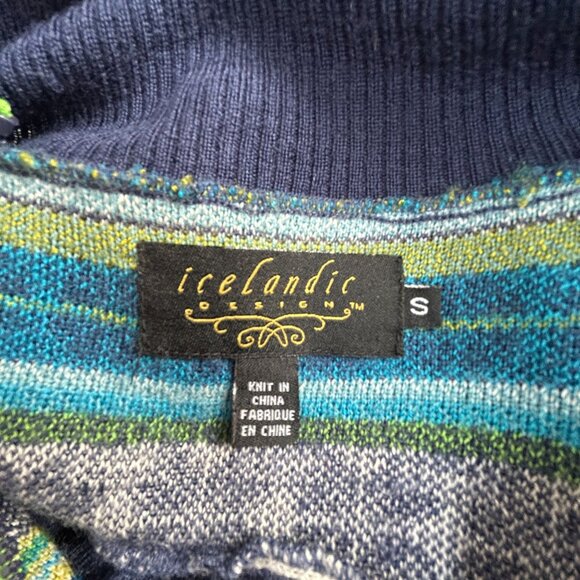 icelandic
DESIGN™
S
KNIT IN
CHINA
FABRIQUE
EN CHINE